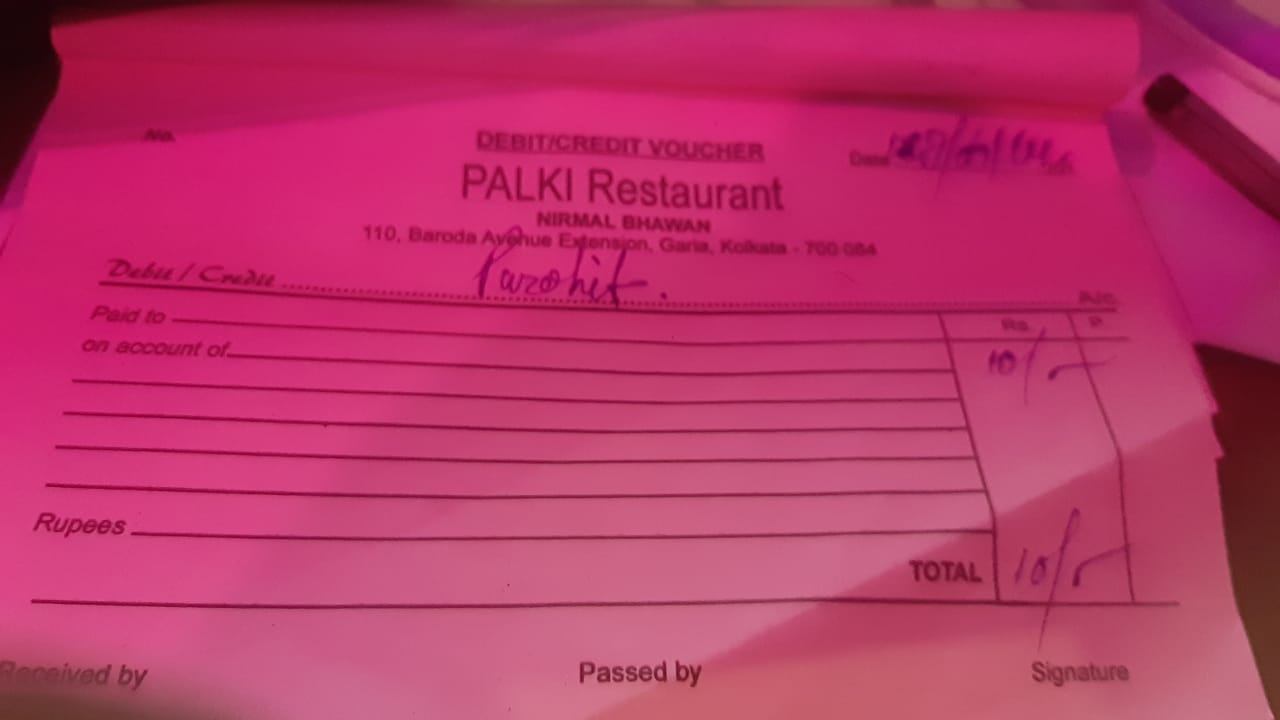 No.
DEBIT/CREDIT VOUCHER
Date
PALKI Restaurant
NIRMAL BHAWAN
110, Baroda Avenue Extension, Garia, Kolkata - 700 084
Debit / Credit Purohit. A/c.
Paid to Rs. P.
on account of 10/-
Rupees
TOTAL 10/-
Received by Passed by Signature